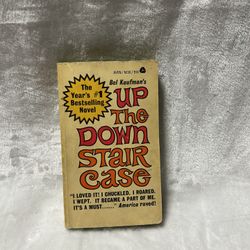 Bel Kaufman's
The
Year's #1
Bestselling
Novel
UP
THE
DOWN
STAIR
CASE
"I LOVED IT! I CHUCKLED. I ROARED.
I WEPT. IT BECAME A PART OF ME.
IT'S A MUST......." America raved!